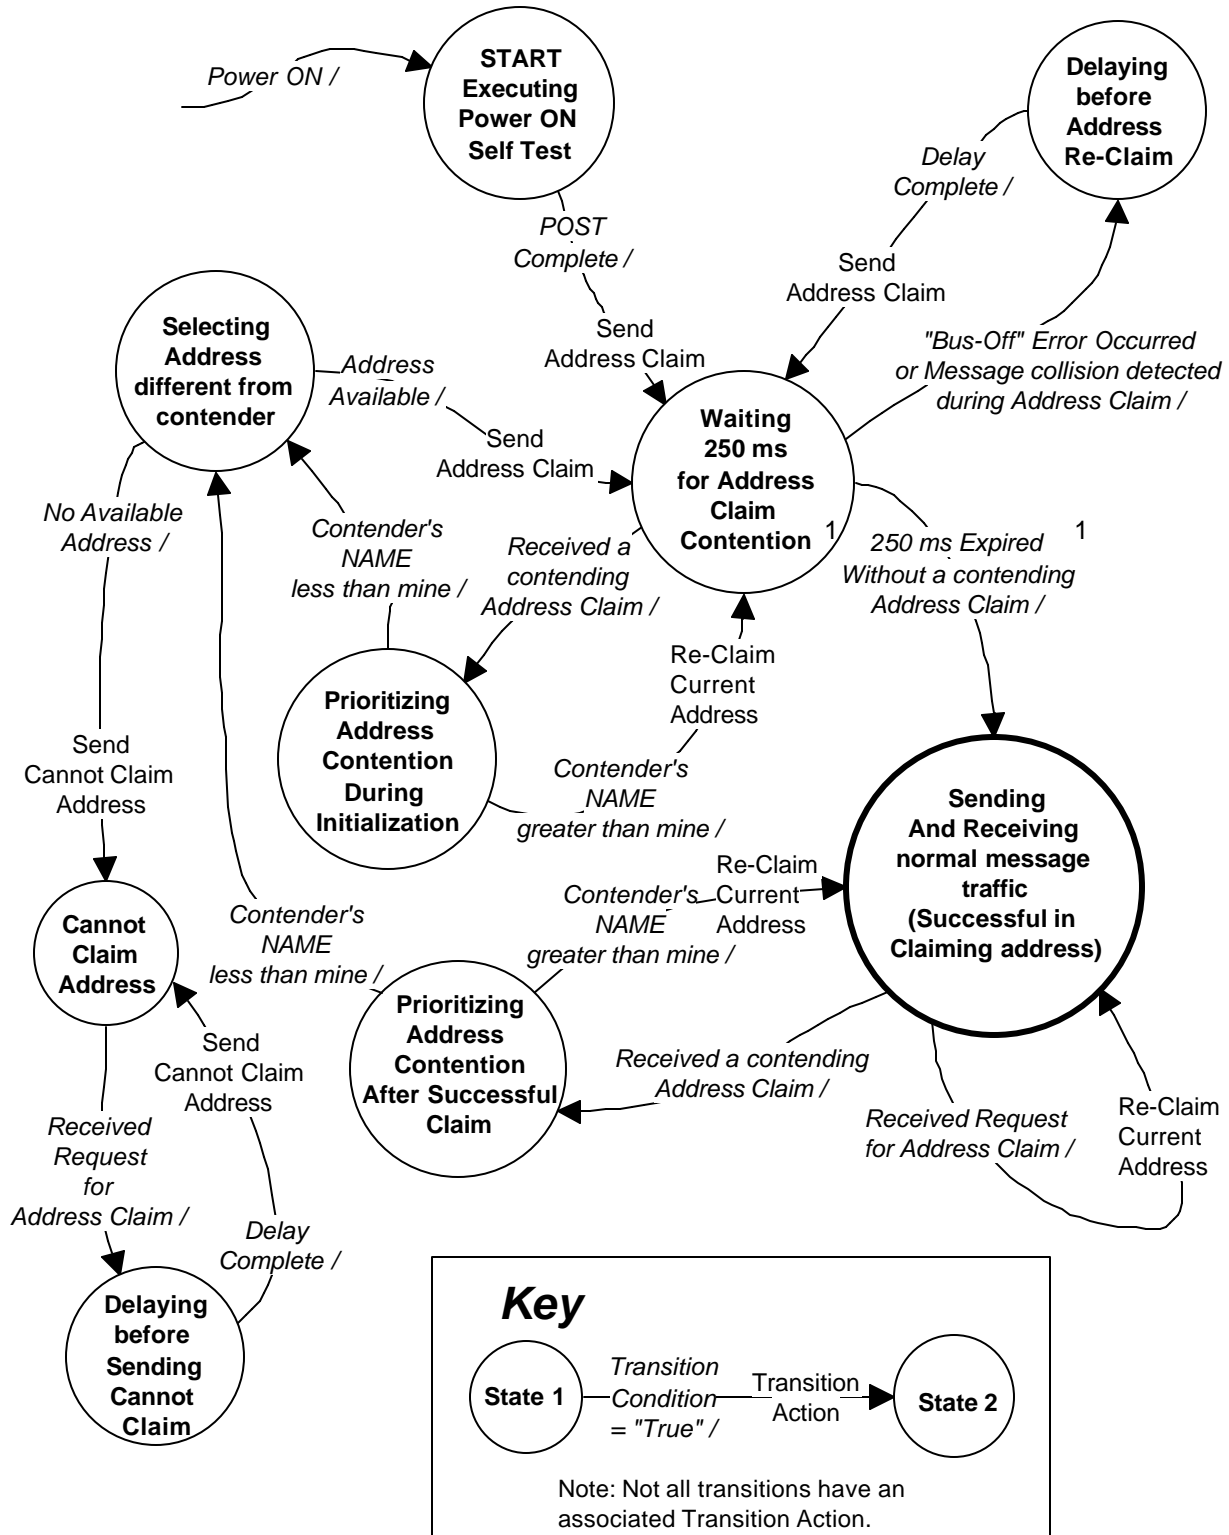 Power ON /
START
Executing
Power ON
Self Test
Delaying
before
Address
Re-Claim
Delay
Complete /
Send
Address Claim
POST
Complete /
Send
Address Claim
"Bus-Off" Error Occurred
or Message collision detected
during Address Claim /
Selecting
Address
different from
contender
Address
Available /
Send
Address Claim
Waiting
250 ms
for Address
Claim
Contention 1
No Available
Address /
Contender's
NAME
less than mine /
Received a
contending
Address Claim /
250 ms Expired 1
Without a contending
Address Claim /
Re-Claim
Current
Address
Prioritizing
Address
Contention
During
Initialization
Send
Cannot Claim
Address
Contender's
NAME
greater than mine /
Sending
And Receiving
normal message
traffic
(Successful in
Claiming address)
Re-Claim
Current
Address
Contender's
NAME
greater than mine /
Contender's
NAME
less than mine /
Cannot
Claim
Address
Prioritizing
Address
Contention
After Successful
Claim
Send
Cannot Claim
Address
Received a contending
Address Claim /
Received Request
for Address Claim /
Re-Claim
Current
Address
Received
Request
for
Address Claim /
Delay
Complete /
Delaying
before
Sending
Cannot
Claim
Key
State 1
Transition
Condition
= "True" /
Transition
Action
State 2
Note: Not all transitions have an
associated Transition Action.